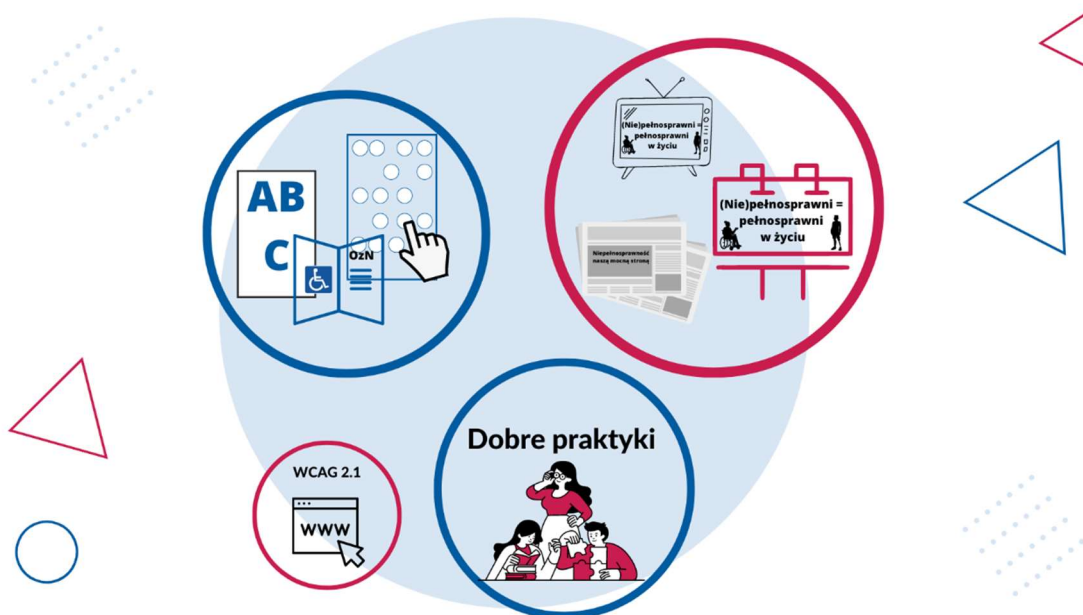 AB
C
OzN
(Nie)pełnosprawni =
pełnosprawni
w życiu
(Nie)pełnosprawni =
pełnosprawni
w życiu
Niepełnosprawność
naszą mocną stroną
WCAG 2.1
www
Dobre praktyki